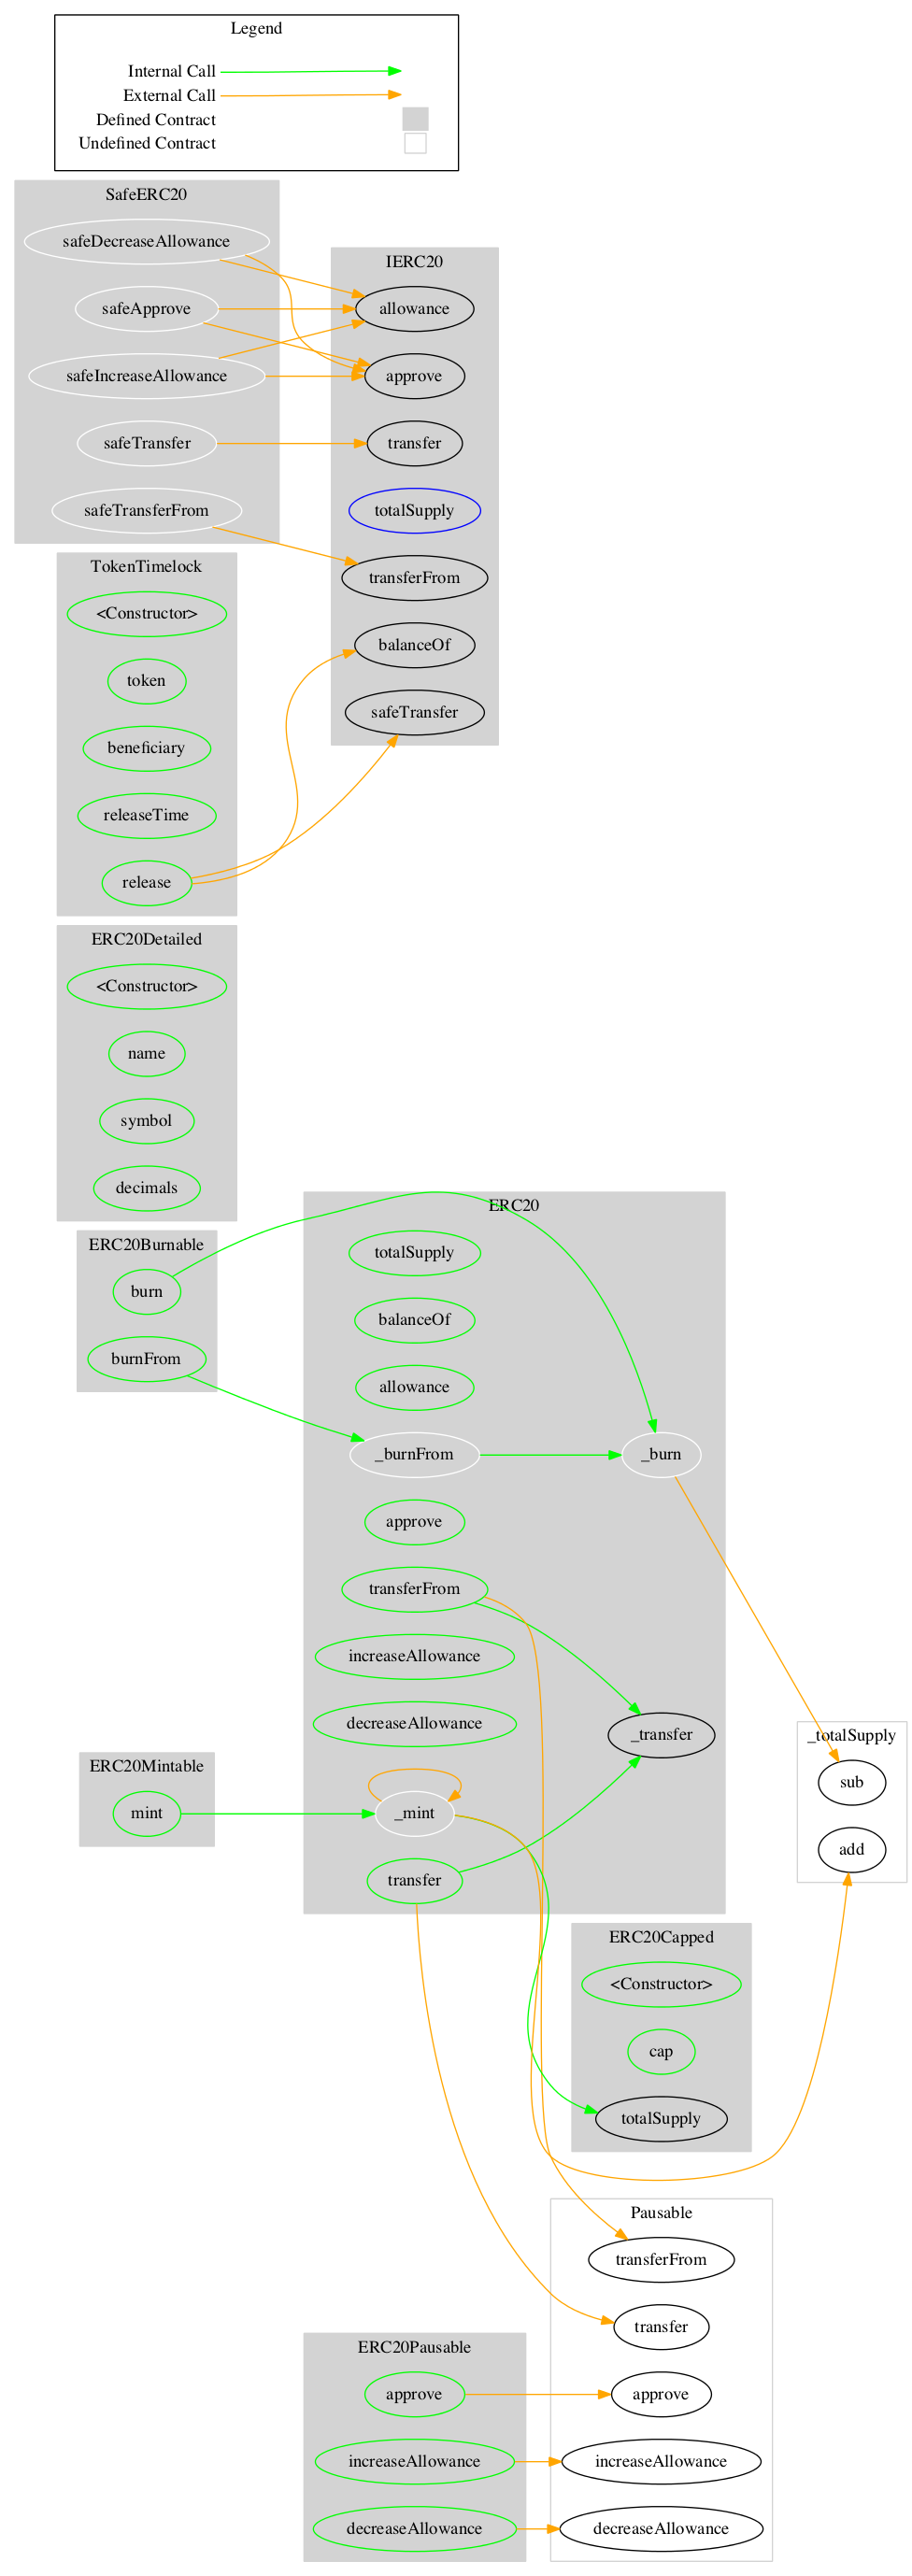 Legend
Internal Call
External Call
Defined Contract
Undefined Contract
SafeERC20
safeDecreaseAllowance
safeApprove
safeIncreaseAllowance
safeTransfer
safeTransferFrom
IERC20
allowance
approve
transfer
totalSupply
transferFrom
balanceOf
safeTransfer
TokenTimelock
<Constructor>
token
beneficiary
releaseTime
release
ERC20Detailed
<Constructor>
name
symbol
decimals
ERC20Burnable
burn
burnFrom
ERC20
totalSupply
balanceOf
allowance
_burnFrom
_burn
approve
transferFrom
increaseAllowance
decreaseAllowance
_transfer
_mint
transfer
ERC20Mintable
mint
_totalSupply
sub
add
ERC20Capped
<Constructor>
cap
totalSupply
Pausable
transferFrom
transfer
approve
increaseAllowance
decreaseAllowance
ERC20Pausable
approve
increaseAllowance
decreaseAllowance